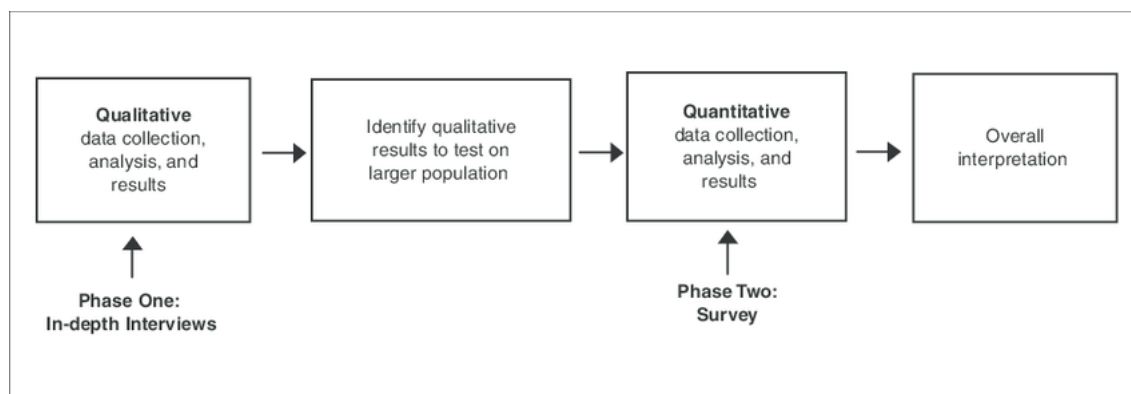 Qualitative
data collection,
analysis, and
results
Identify qualitative
results to test on
larger population
Quantitative
data collection,
analysis, and
results
Overall
interpretation
Phase One:
In-depth Interviews
Phase Two:
Survey